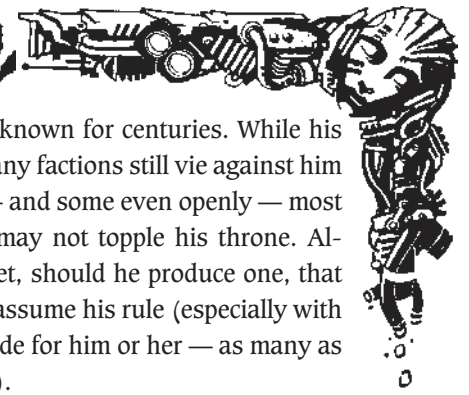 known for centuries. While his
any factions still vie against him
— and some even openly — most
may not topple his throne. Al-
et, should he produce one, that
assume his rule (especially with
de for him or her — as many as
).